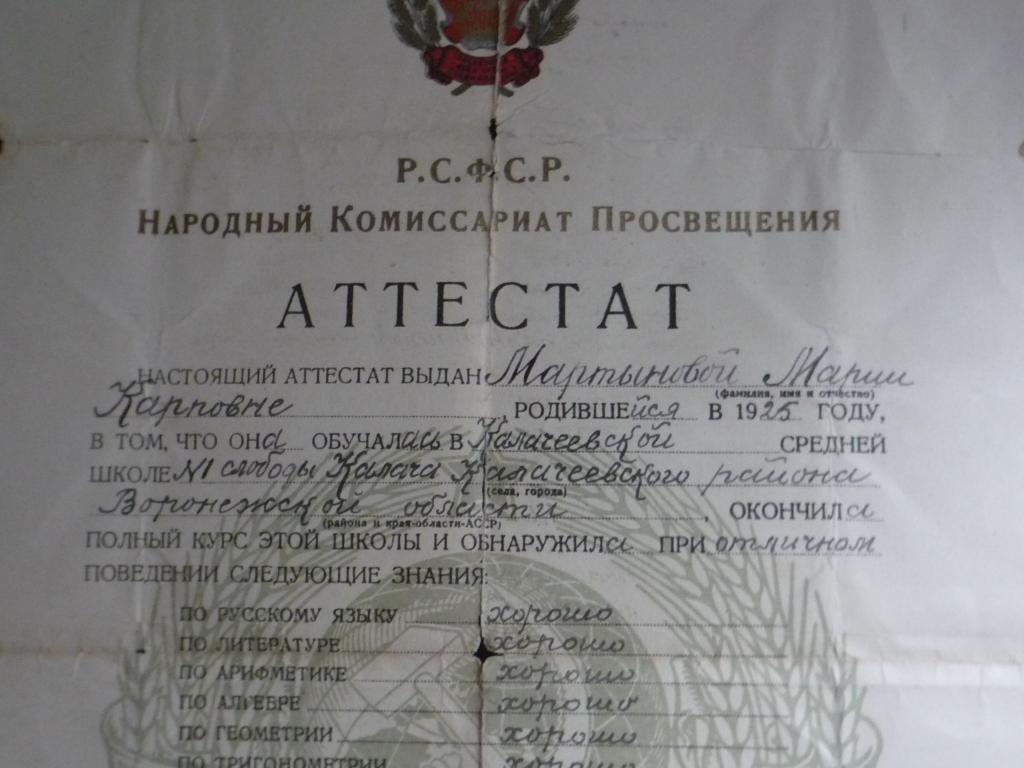 Р.С.Ф.С.Р.
НАРОДНЫЙ КОМИССАРИАТ ПРОСВЕЩЕНИЯ
АТТЕСТАТ
НАСТОЯЩИЙ АТТЕСТАТ ВЫДАН Мартыновой Марии
(фамилия, имя и отчество)
Карповне, РОДИВШЕЙся В 1925 ГОДУ,
В ТОМ, ЧТО ОНа ОБУЧАЛась В Калачеевской СРЕДНЕЙ
ШКОЛЕ №1 слободы Калача Калачеевского района
(села, города)
Воронежской области, ОКОНЧИЛа
(района и края-области-АССР)
ПОЛНЫЙ КУРС ЭТОЙ ШКОЛЫ И ОБНАРУЖИЛа ПРИ отличном
ПОВЕДЕНИИ СЛЕДУЮЩИЕ ЗНАНИЯ:
ПО РУССКОМУ ЯЗЫКУ хорошо
ПО ЛИТЕРАТУРЕ хорошо
ПО АРИФМЕТИКЕ хорошо
ПО АЛГЕБРЕ хорошо
ПО ГЕОМЕТРИИ хорошо
ПО ТРИГОНОМЕТРИИ хорошо